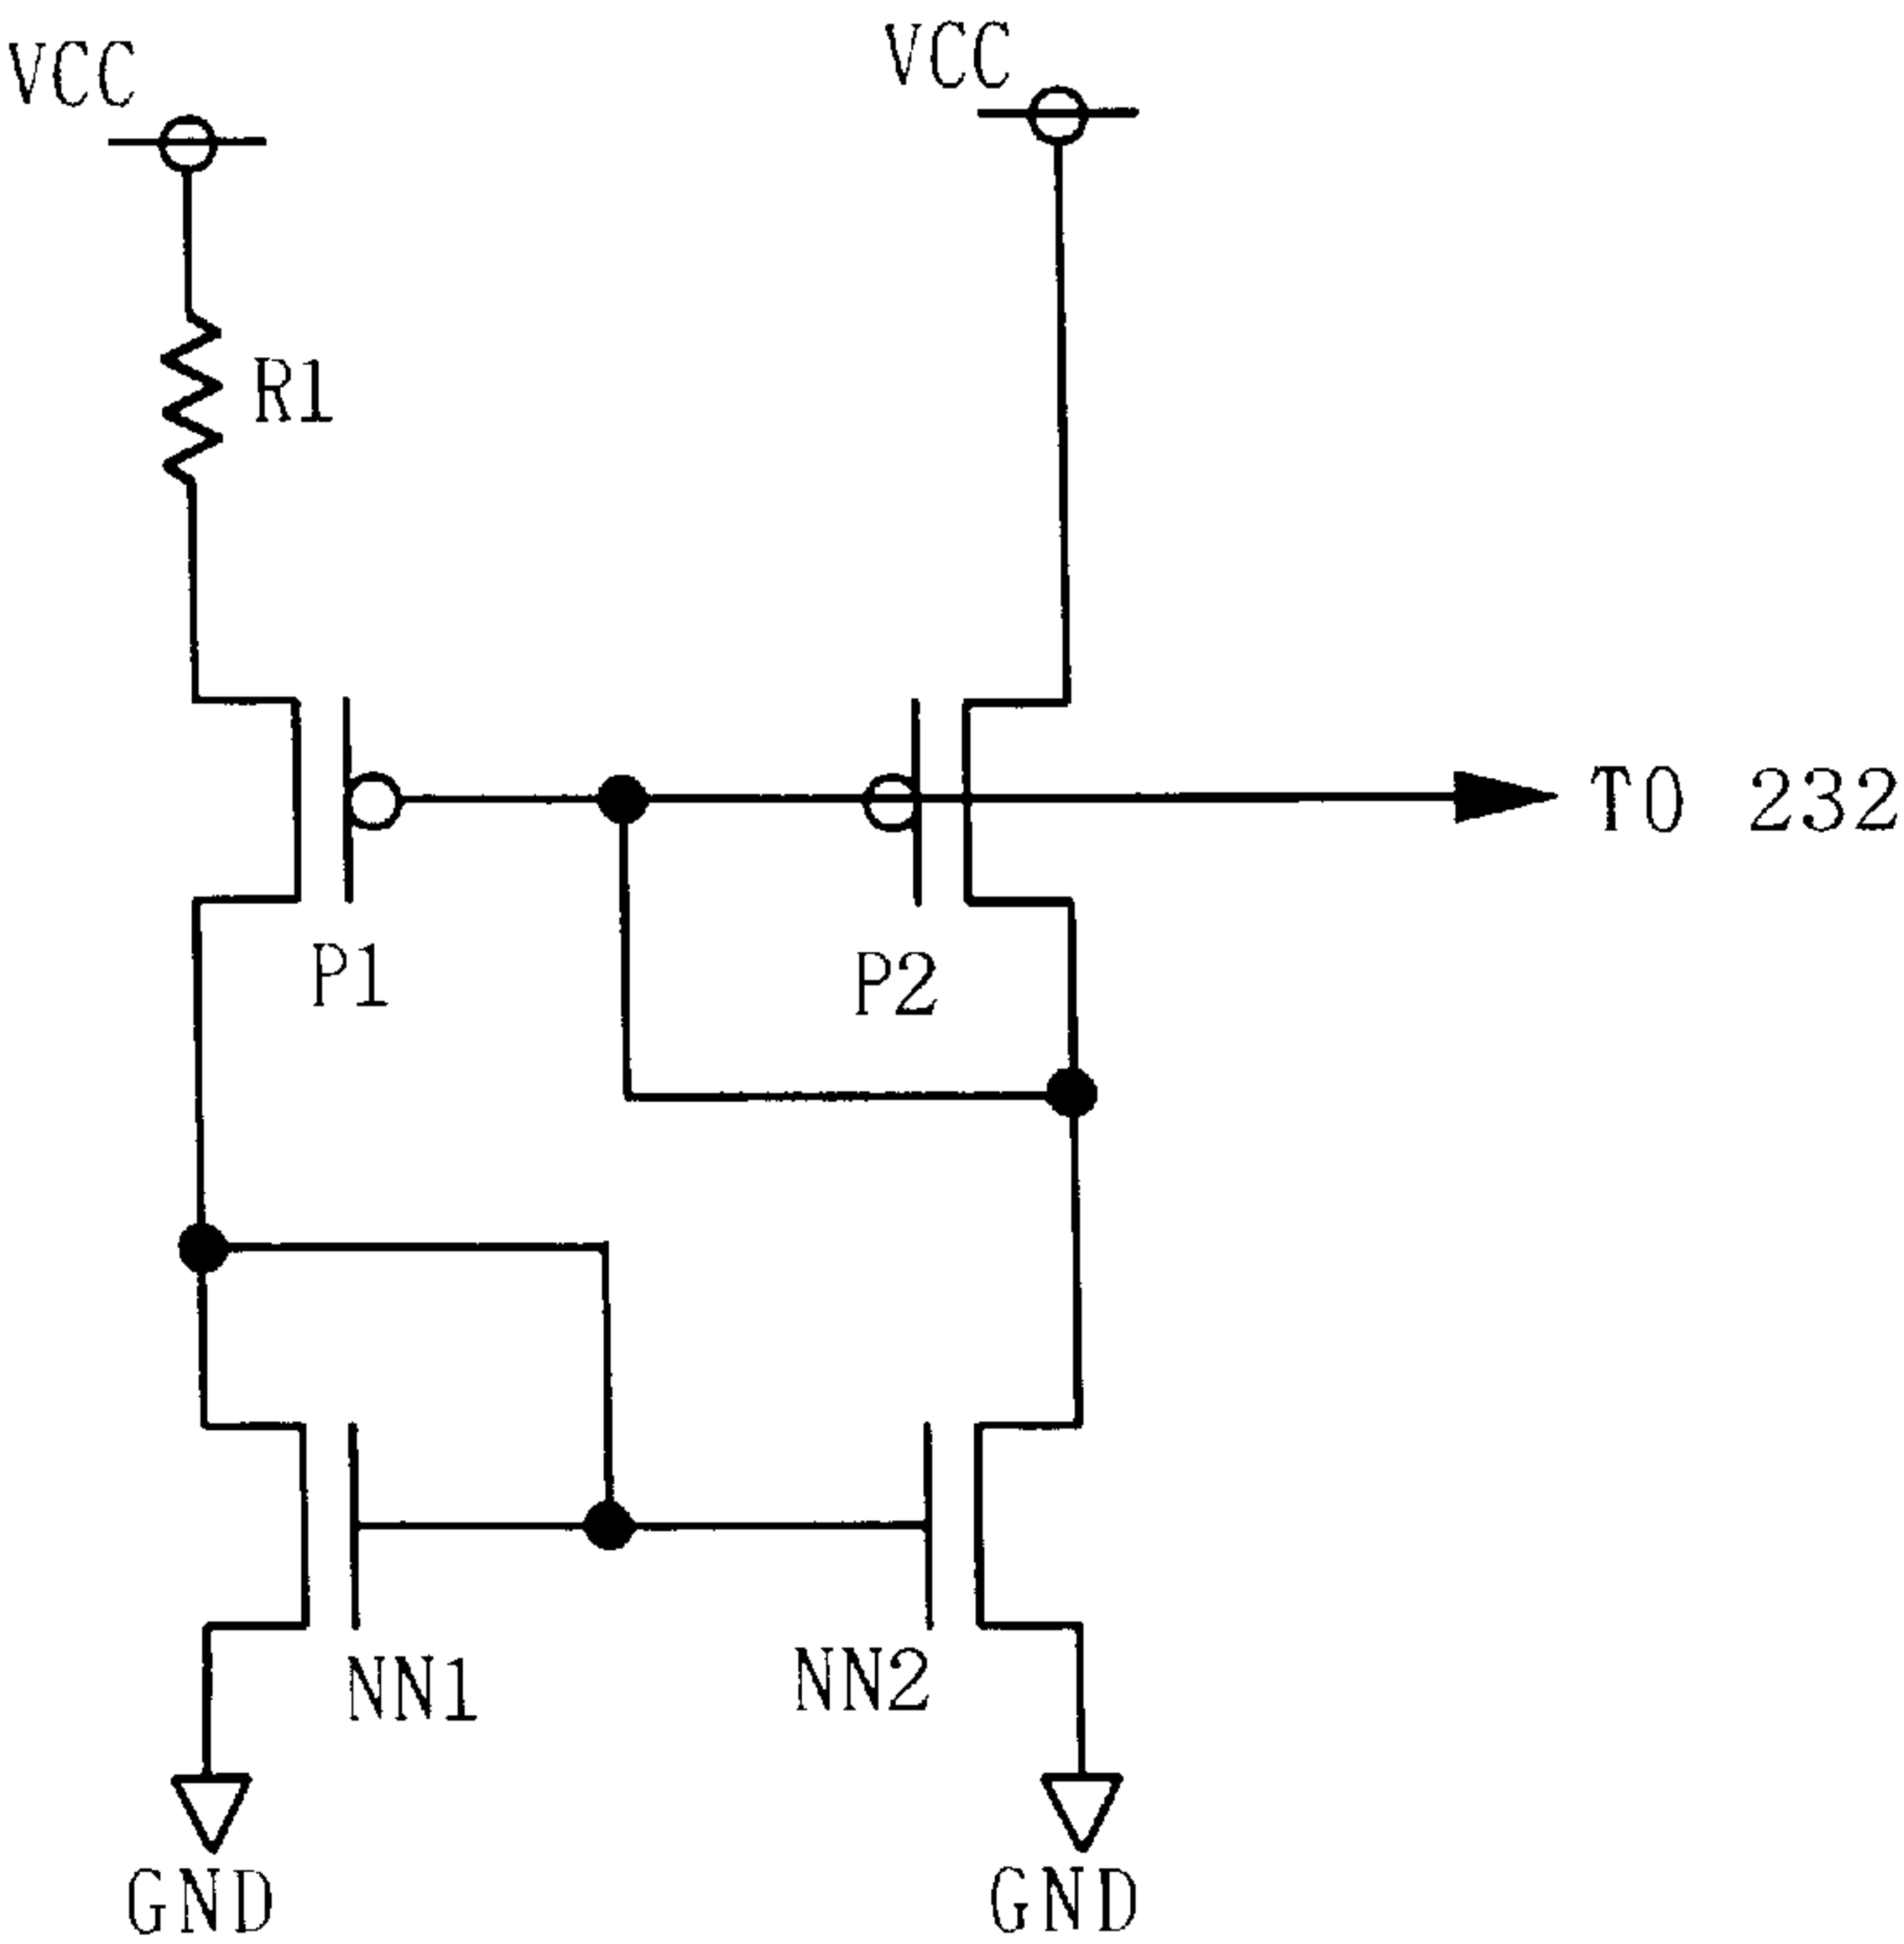 VCC
VCC
R1
TO 232
P1
P2
NN1
NN2
GND
GND